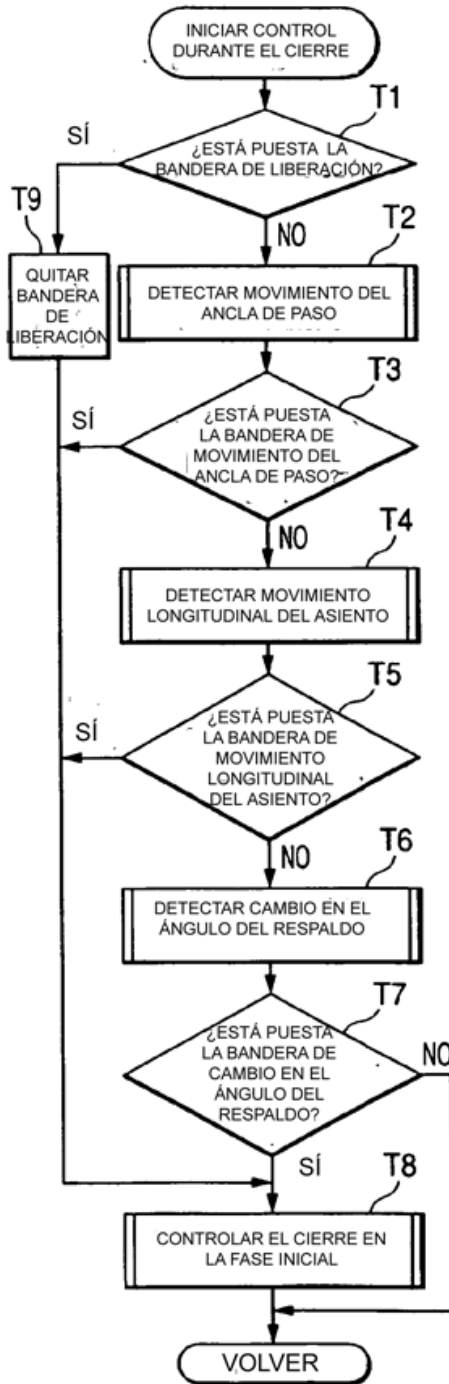 INICIAR CONTROL
DURANTE EL CIERRE
T1
SÍ
¿ESTÁ PUESTA LA
BANDERA DE LIBERACIÓN?
T9
NO
T2
QUITAR
BANDERA
DE
LIBERACIÓN
DETECTAR MOVIMIENTO DEL
ANCLA DE PASO
T3
SÍ
¿ESTÁ PUESTA
LA BANDERA DE
MOVIMIENTO DEL
ANCLA DE PASO?
NO
T4
DETECTAR MOVIMIENTO
LONGITUDINAL DEL ASIENTO
T5
SÍ
¿ESTÁ PUESTA
LA BANDERA DE
MOVIMIENTO
LONGITUDINAL
DEL ASIENTO?
NO
T6
DETECTAR CAMBIO EN EL
ÁNGULO DEL RESPALDO
T7
¿ESTÁ PUESTA
LA BANDERA DE
CAMBIO EN EL
ÁNGULO DEL
RESPALDO?
NO
SÍ
T8
CONTROLAR EL CIERRE EN
LA FASE INICIAL
VOLVER